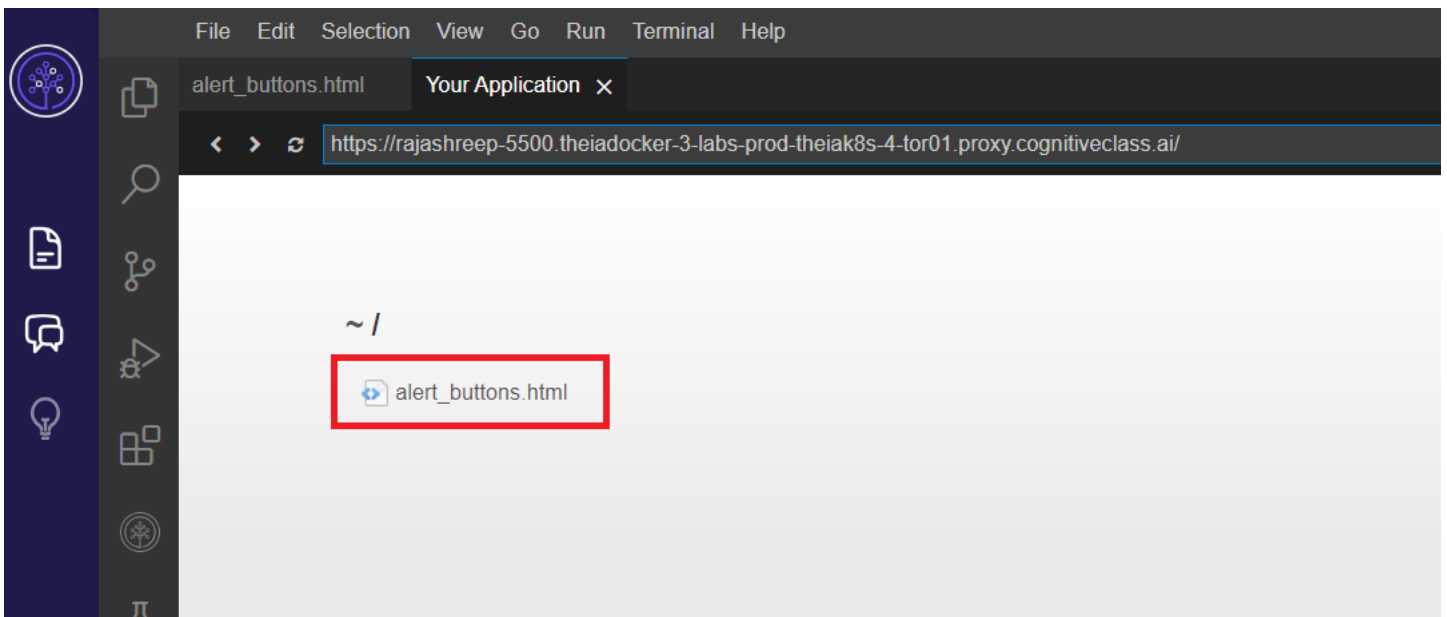 File Edit Selection View Go Run Terminal Help
alert_buttons.html Your Application
https://rajashreep-5500.theiadocker-3-labs-prod-theiak8s-4-tor01.proxy.cognitiveclass.ai/
~ /
alert_buttons.html